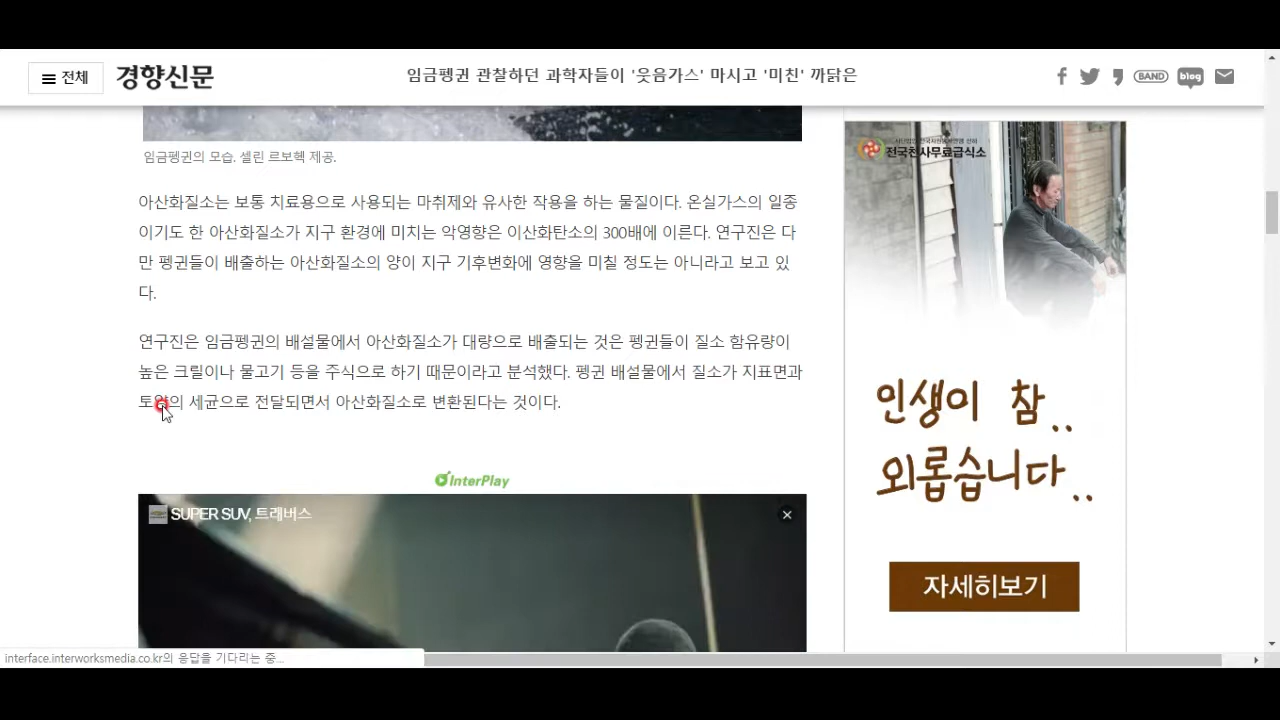 전체
경향신문
임금펭귄 관찰하던 과학자들이 '웃음가스' 마시고 '미친' 까닭은
BAND
blog
임금펭귄의 모습. 셀린 르보헥 제공.
아산화질소는 보통 치료용으로 사용되는 마취제와 유사한 작용을 하는 물질이다. 온실가스의 일종
이기도 한 아산화질소가 지구 환경에 미치는 악영향은 이산화탄소의 300배에 이른다. 연구진은 다
만 펭귄들이 배출하는 아산화질소의 양이 지구 기후변화에 영향을 미칠 정도는 아니라고 보고 있
다.
연구진은 임금펭귄의 배설물에서 아산화질소가 대량으로 배출되는 것은 펭귄들이 질소 함유량이
높은 크릴이나 물고기 등을 주식으로 하기 때문이라고 분석했다. 펭귄 배설물에서 질소가 지표면과
토양의 세균으로 전달되면서 아산화질소로 변환된다는 것이다.
InterPlay
SUPER SUV, 트래버스
전국천사무료급식소
인생이 참..
외롭습니다..
자세히보기
interface.interworksmedia.co.kr의 응답을 기다리는 중...